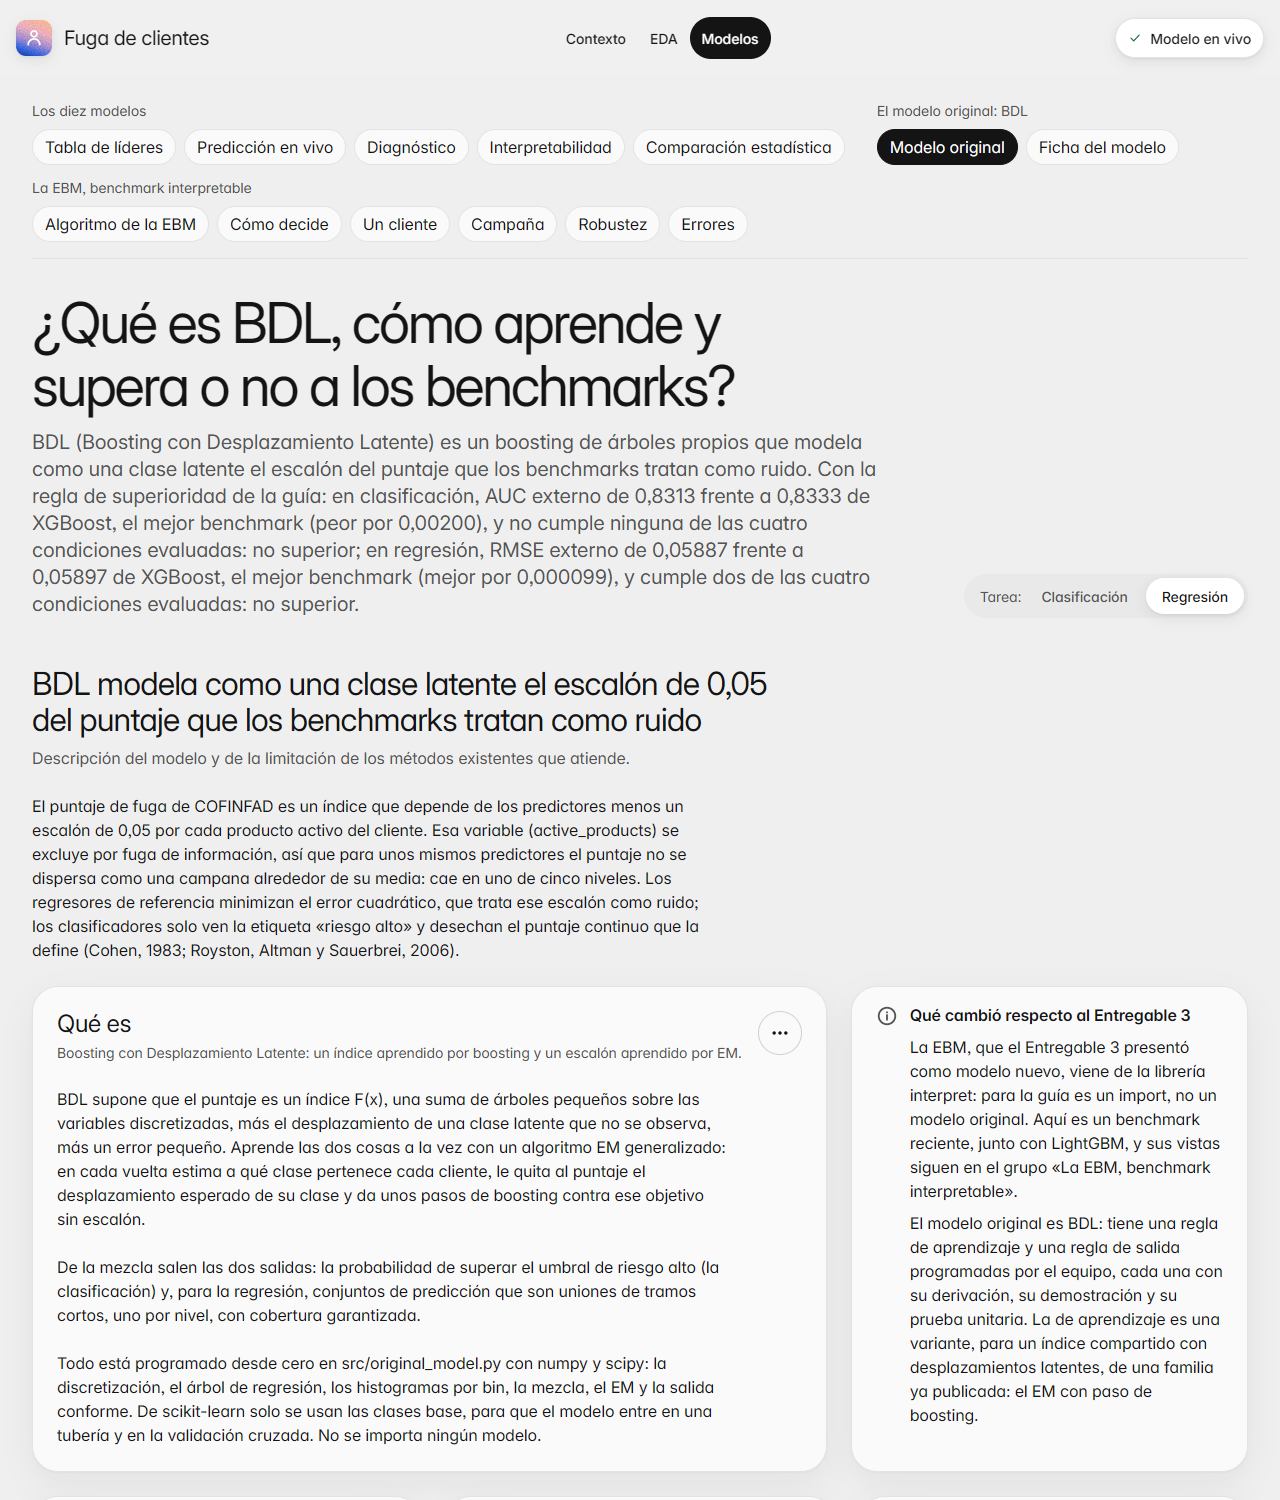 Fuga de clientes
Contexto
EDA
Modelos
Modelo en vivo
Los diez modelos
Tabla de líderes
Predicción en vivo
Diagnóstico
Interpretabilidad
Comparación estadística
El modelo original: BDL
Modelo original
Ficha del modelo
La EBM, benchmark interpretable
Algoritmo de la EBM
Cómo decide
Un cliente
Campaña
Robustez
Errores
¿Qué es BDL, cómo aprende y
supera o no a los benchmarks?
BDL (Boosting con Desplazamiento Latente) es un boosting de árboles propios que modela
como una clase latente el escalón del puntaje que los benchmarks tratan como ruido. Con la
regla de superioridad de la guía: en clasificación, AUC externo de 0,8313 frente a 0,8333 de
XGBoost, el mejor benchmark (peor por 0,00200), y no cumple ninguna de las cuatro
condiciones evaluadas: no superior; en regresión, RMSE externo de 0,05887 frente a
0,05897 de XGBoost, el mejor benchmark (mejor por 0,000099), y cumple dos de las cuatro
condiciones evaluadas: no superior.
Tarea:
Clasificación
Regresión
BDL modela como una clase latente el escalón de 0,05
del puntaje que los benchmarks tratan como ruido
Descripción del modelo y de la limitación de los métodos existentes que atiende.
El puntaje de fuga de COFINFAD es un índice que depende de los predictores menos un
escalón de 0,05 por cada producto activo del cliente. Esa variable (active_products) se
excluye por fuga de información, así que para unos mismos predictores el puntaje no se
dispersa como una campana alrededor de su media: cae en uno de cinco niveles. Los
regresores de referencia minimizan el error cuadrático, que trata ese escalón como ruido;
los clasificadores solo ven la etiqueta «riesgo alto» y desechan el puntaje continuo que la
define (Cohen, 1983; Royston, Altman y Sauerbrei, 2006).
Qué es
Boosting con Desplazamiento Latente: un índice aprendido por boosting y un escalón aprendido por EM.
BDL supone que el puntaje es un índice F(x), una suma de árboles pequeños sobre las
variables discretizadas, más el desplazamiento de una clase latente que no se observa,
más un error pequeño. Aprende las dos cosas a la vez con un algoritmo EM generalizado:
en cada vuelta estima a qué clase pertenece cada cliente, le quita al puntaje el
desplazamiento esperado de su clase y da unos pasos de boosting contra ese objetivo
sin escalón.
De la mezcla salen las dos salidas: la probabilidad de superar el umbral de riesgo alto (la
clasificación) y, para la regresión, conjuntos de predicción que son uniones de tramos
cortos, uno por nivel, con cobertura garantizada.
Todo está programado desde cero en src/original_model.py con numpy y scipy: la
discretización, el árbol de regresión, los histogramas por bin, la mezcla, el EM y la salida
conforme. De scikit-learn solo se usan las clases base, para que el modelo entre en una
tubería y en la validación cruzada. No se importa ningún modelo.
Qué cambió respecto al Entregable 3
La EBM, que el Entregable 3 presentó
como modelo nuevo, viene de la librería
interpret: para la guía es un import, no un
modelo original. Aquí es un benchmark
reciente, junto con LightGBM, y sus vistas
siguen en el grupo «La EBM, benchmark
interpretable».
El modelo original es BDL: tiene una regla
de aprendizaje y una regla de salida
programadas por el equipo, cada una con
su derivación, su demostración y su
prueba unitaria. La de aprendizaje es una
variante, para un índice compartido con
desplazamientos latentes, de una familia
ya publicada: el EM con paso de
boosting.